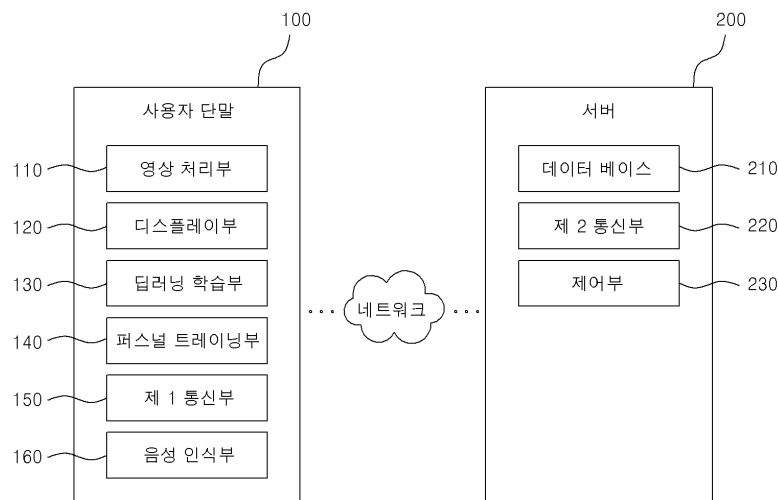 100
200
사용자 단말
서버
110
영상 처리부
데이터 베이스
210
120
디스플레이부
제 2 통신부
220
130
딥러닝 학습부
제어부
230
네트워크
140
퍼스널 트레이닝부
150
제 1 통신부
160
음성 인식부